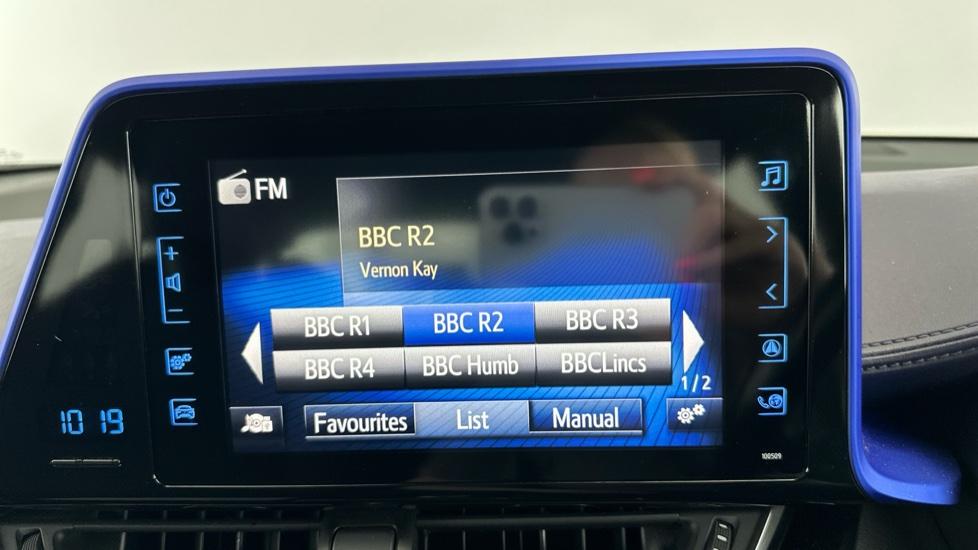 FM
BBC R2
Vernon Kay
BBC R1 BBC R2 BBC R3
BBC R4 BBC Humb BBCLincs
1/2
Favourites List Manual
10 19
100509